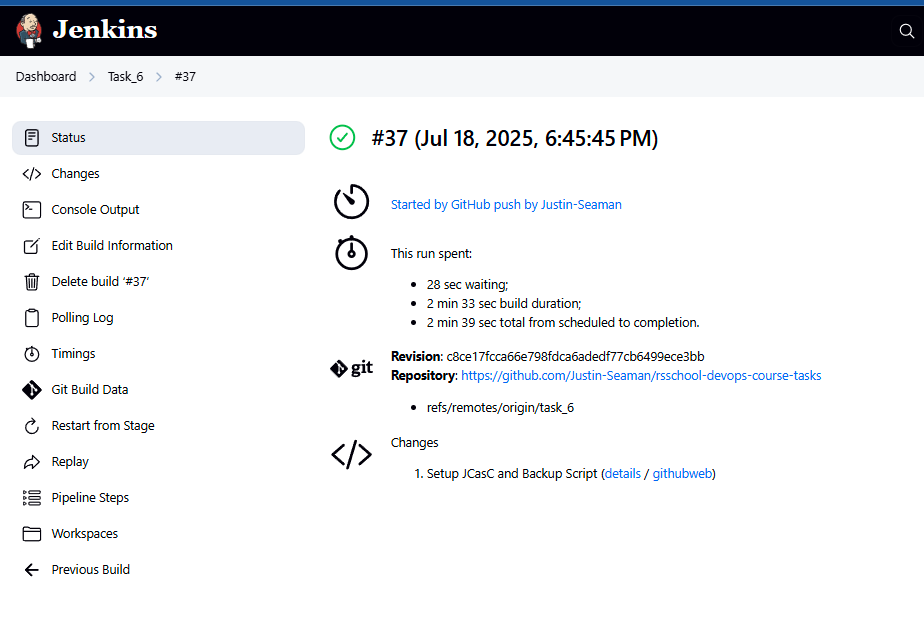 Jenkins
Dashboard > Task_6 > #37
Status
Changes
Console Output
Edit Build Information
Delete build ‘#37’
Polling Log
Timings
Git Build Data
Restart from Stage
Replay
Pipeline Steps
Workspaces
Previous Build
#37 (Jul 18, 2025, 6:45:45 PM)
Started by GitHub push by Justin-Seaman
This run spent:
28 sec waiting;
2 min 33 sec build duration;
2 min 39 sec total from scheduled to completion.
git
Revision: c8ce17fcca66e798fdca6adedf77cb6499ece3bb
Repository: https://github.com/Justin-Seaman/rsschool-devops-course-tasks
refs/remotes/origin/task_6
Changes
1. Setup JCasC and Backup Script (details / githubweb)